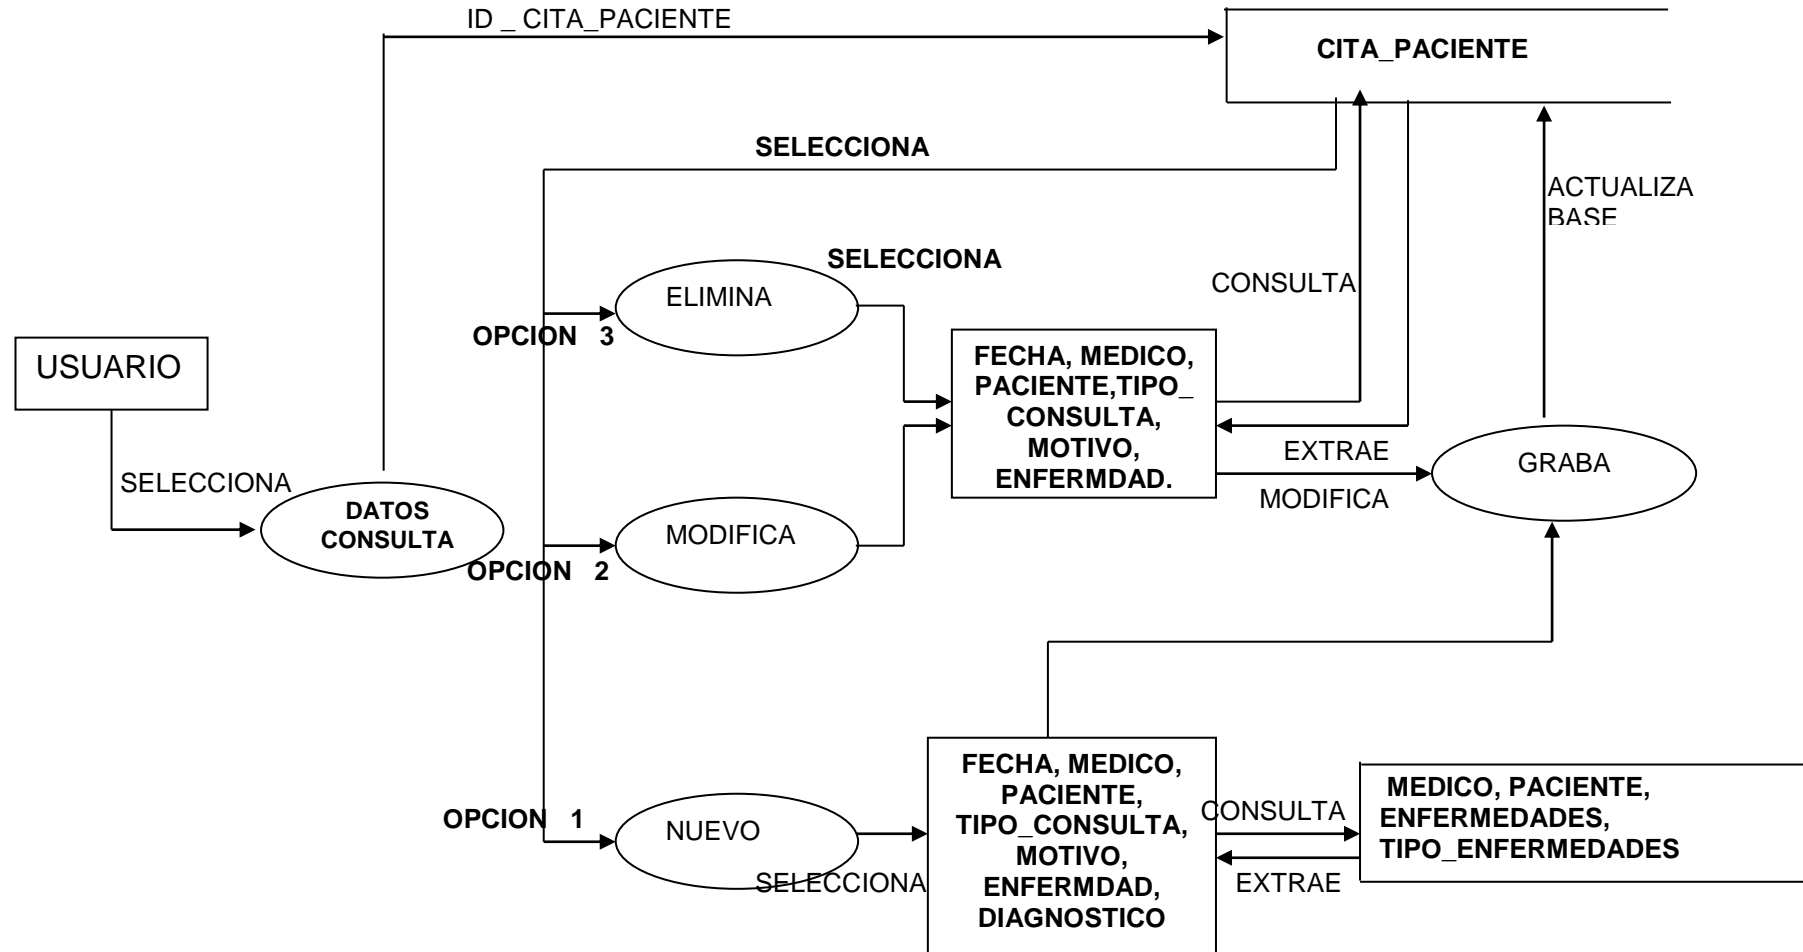 ID _ CITA_PACIENTE
CITA_PACIENTE
SELECCIONA
ACTUALIZA
BASE
SELECCIONA
CONSULTA
ELIMINA
OPCION 3
USUARIO
FECHA, MEDICO,
PACIENTE,TIPO_
CONSULTA,
MOTIVO,
ENFERMDAD.
EXTRAE
MODIFICA
GRABA
SELECCIONA
DATOS
CONSULTA
MODIFICA
OPCION 2
FECHA, MEDICO,
PACIENTE,
TIPO_CONSULTA,
MOTIVO,
ENFERMDAD,
DIAGNOSTICO
CONSULTA
EXTRAE
MEDICO, PACIENTE,
ENFERMEDADES,
TIPO_ENFERMEDADES
OPCION 1
NUEVO
SELECCIONA